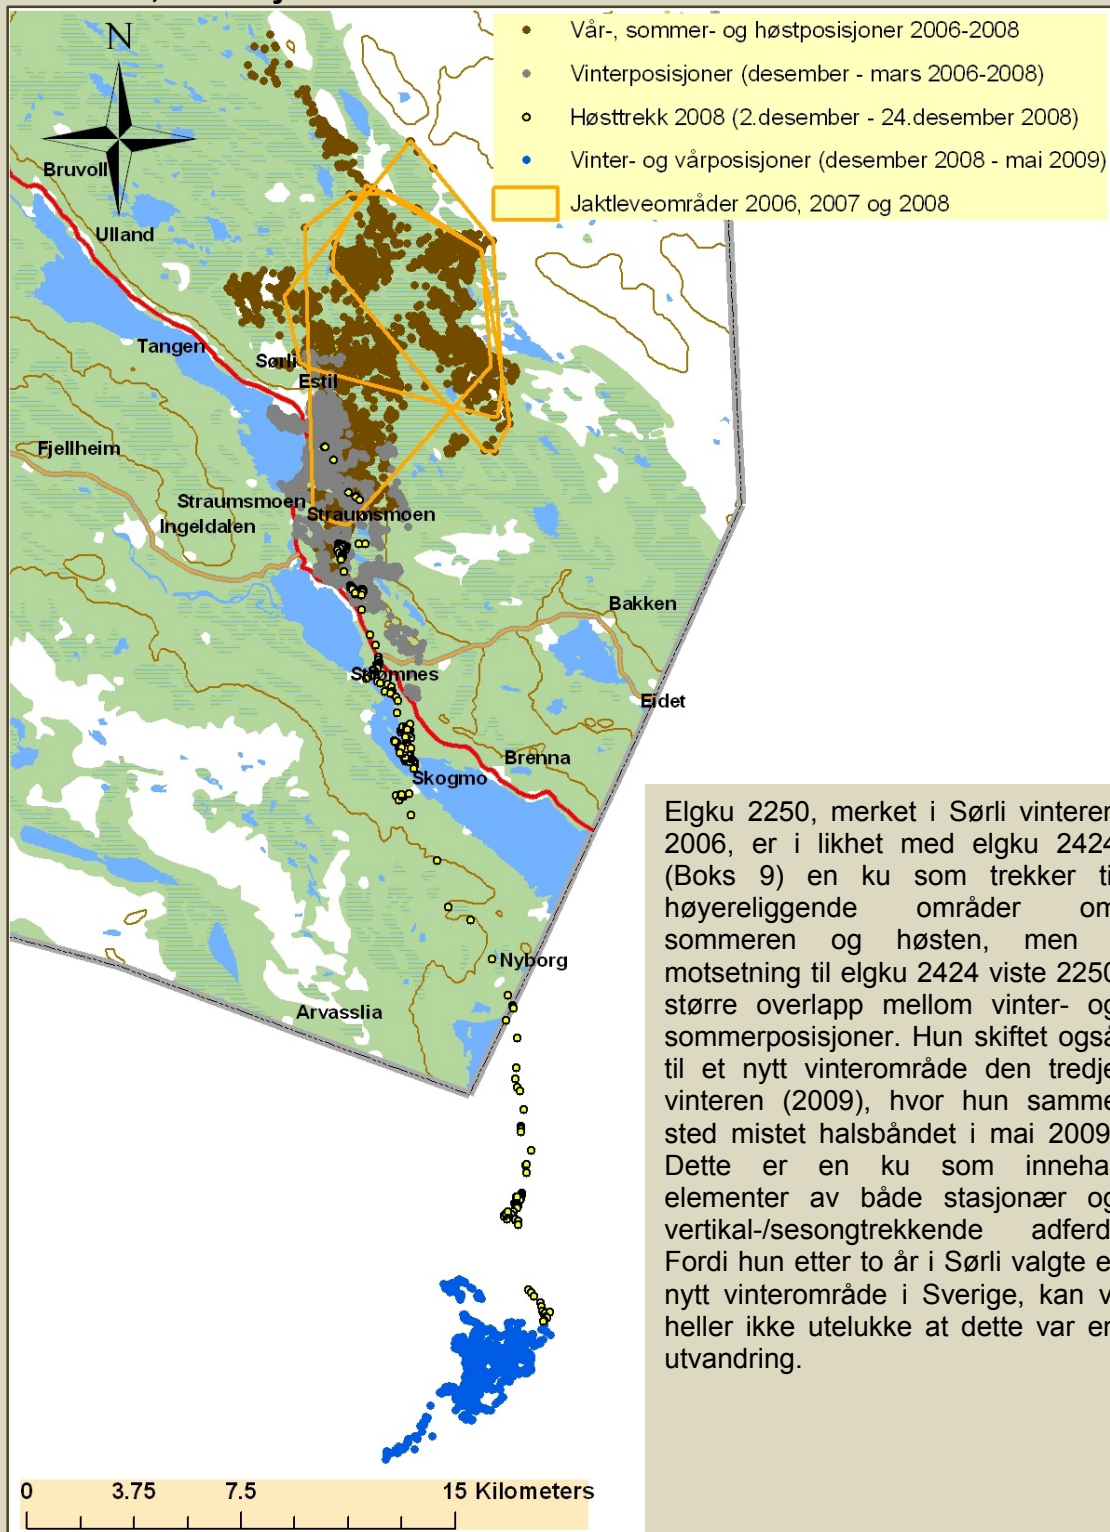 N
Vår-, sommer- og høstposisjoner 2006-2008
Vinterposisjoner (desember - mars 2006-2008)
Høsttrekk 2008 (2.desember - 24.desember 2008)
Vinter- og vårposisjoner (desember 2008 - mai 2009)
Jaktleveområder 2006, 2007 og 2008
Bruvoll
Ulland
Tangen
Sørli
Estil
Fjellheim
Straumsmoen
Ingeldalen
Straumsmoen
Bakken
Strømnes
Eidet
Brenna
Skogmo
Nyborg
Arvasslia
Elgku 2250, merket i Sørli vinteren
2006, er i likhet med elgku 2424
(Boks 9) en ku som trekker ti
høyereliggende områder om
sommeren og høsten, men
motsetning til elgku 2424 viste 2250
større overlapp mellom vinter- og
sommerposisjoner. Hun skiftet også
til et nytt vinterområde den tredje
vinteren (2009), hvor hun samme
sted mistet halsbåndet i mai 2009
Dette er en ku som inneha
elementer av både stasjonær og
vertikal-/sesongtrekkende adferd
Fordi hun etter to år i Sørli valgte e
nytt vinterområde i Sverige, kan v
heller ikke utelukke at dette var en
utvandring.
0 3.75 7.5 15 Kilometers